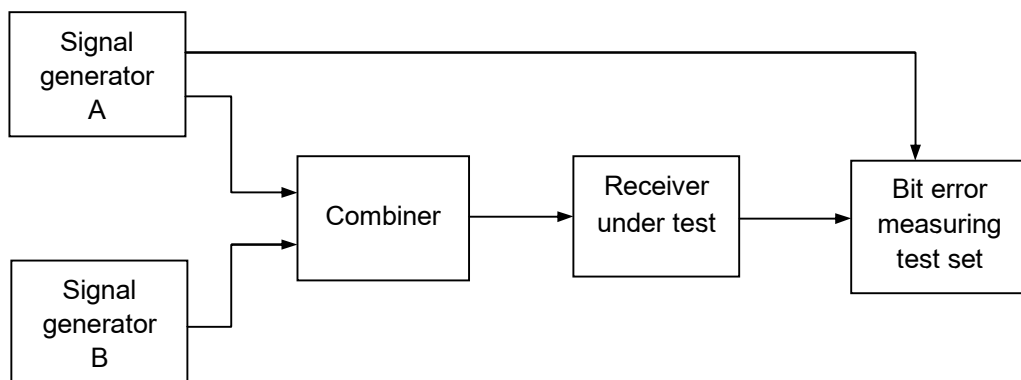 Signal
generator
A
Combiner
Receiver
under test
Bit error
measuring
test set
Signal
generator
B